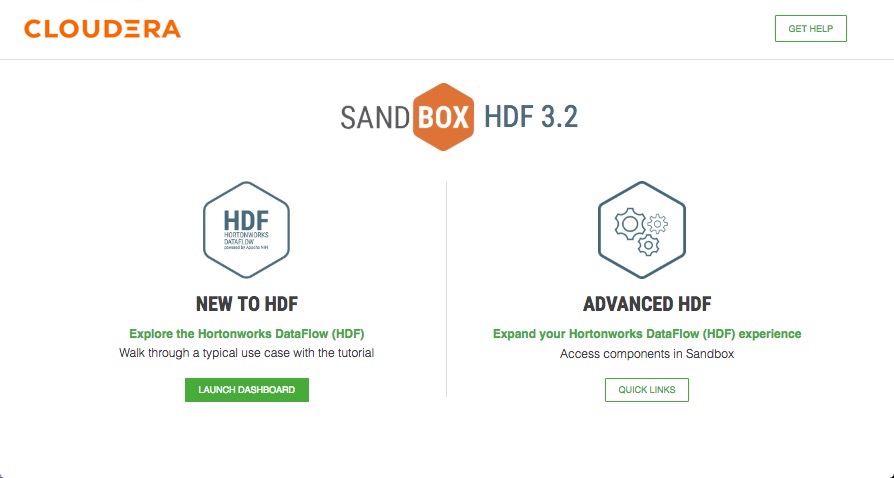 CLOUDERA
GET HELP
SANDBOX HDF 3.2
HDF
HORTONWORKS
DATAFLOW
powered by Apache NiFi
NEW TO HDF
Explore the Hortonworks DataFlow (HDF)
Walk through a typical use case with the tutorial
LAUNCH DASHBOARD
ADVANCED HDF
Expand your Hortonworks DataFlow (HDF) experience
Access components in Sandbox
QUICK LINKS